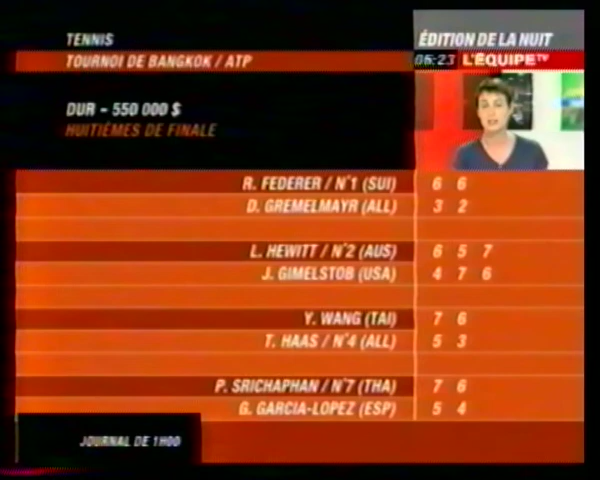 TENNIS
TOURNOI DE BANGKOK / ATP
ÉDITION DE LA NUIT
05:23 L'ÉQUIPE TV
DUR - 550 000 $
HUITIÈMES DE FINALE
R. FEDERER / N°1 (SUI) 6 6
D. GREMELMAYR (ALL) 3 2
L. HEWITT / N°2 (AUS) 6 5 7
J. GIMELSTOB (USA) 4 7 6
Y. WANG (TAI) 7 6
T. HAAS / N°4 (ALL) 5 3
P. SRICHAPHAN / N°7 (THA) 7 6
G. GARCIA-LOPEZ (ESP) 5 4
JOURNAL DE 1H00